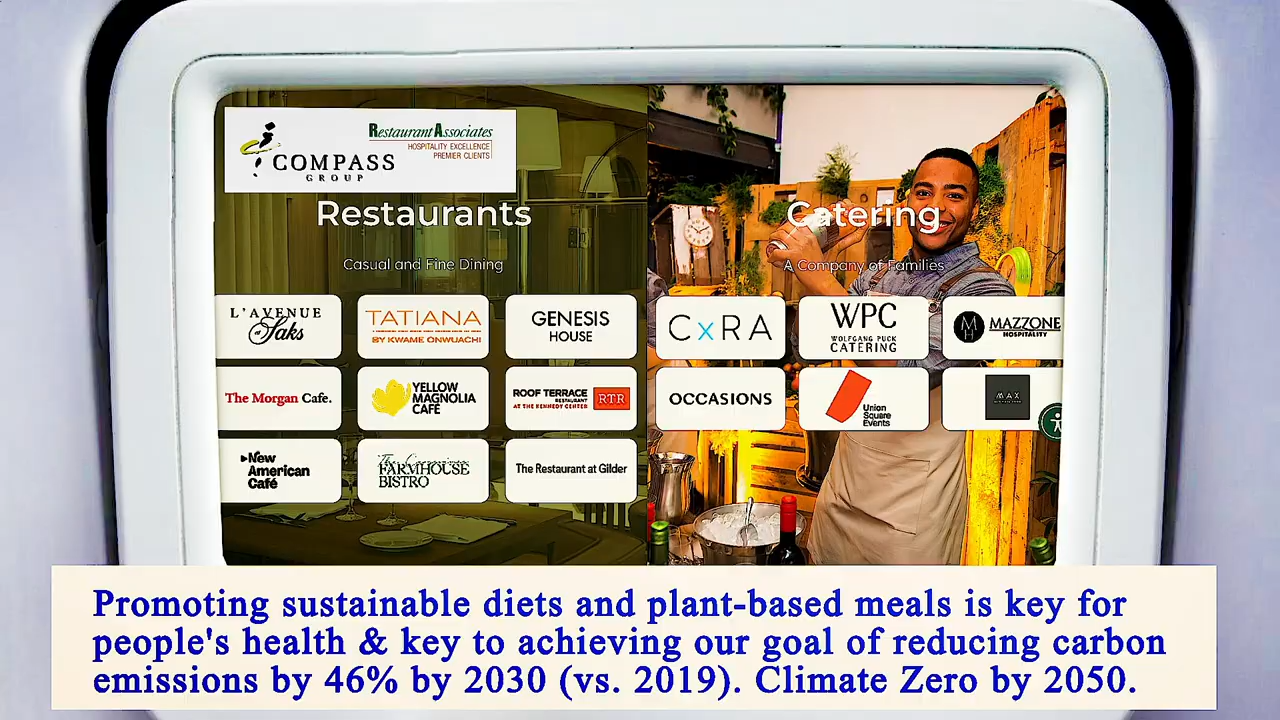 COMPASS
GROUP
Restaurant Associates
HOSPITALITY EXCELLENCE
PREMIER CLIENTS
Restaurants
Casual and Fine Dining
L'AVENUE
Saks
TATIANA
BY KWAME ONWUACHI
GENESIS
HOUSE
The Morgan Cafe.
YELLOW
MAGNOLIA
CAFÉ
ROOF TERRACE
RESTAURANT
AT THE KENNEDY CENTER
RTR
New
American
Café
FARMHOUSE
BISTRO
The Restaurant at Gilder
Catering
A Company of Families
CxRA
WPC
WOLFGANG PUCK
CATERING
MH
MAZZONE
HOSPITALITY
OCCASIONS
Union
Square
Events
MAX
Promoting sustainable diets and plant-based meals is key for
people's health & key to achieving our goal of reducing carbon
emissions by 46% by 2030 (vs. 2019). Climate Zero by 2050.